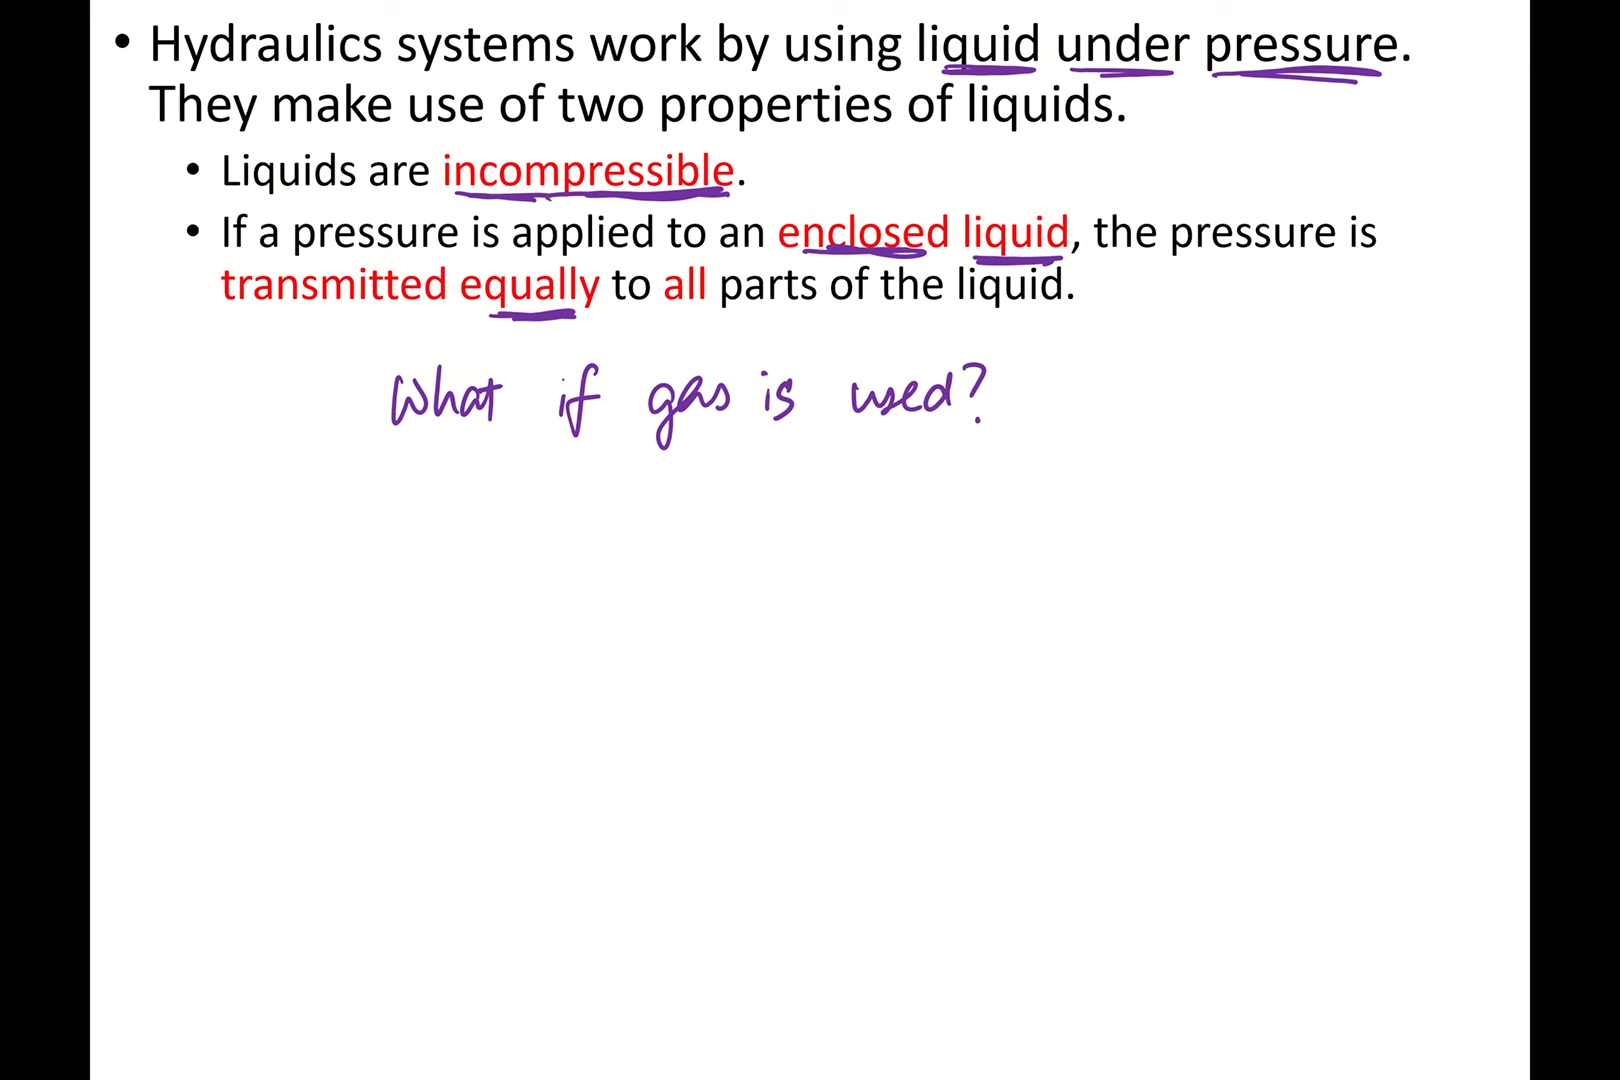 • Hydraulics systems work by using liquid under pressure.
They make use of two properties of liquids.
• Liquids are incompressible.
• If a pressure is applied to an enclosed liquid, the pressure is
transmitted equally to all parts of the liquid.
What if gas is used?